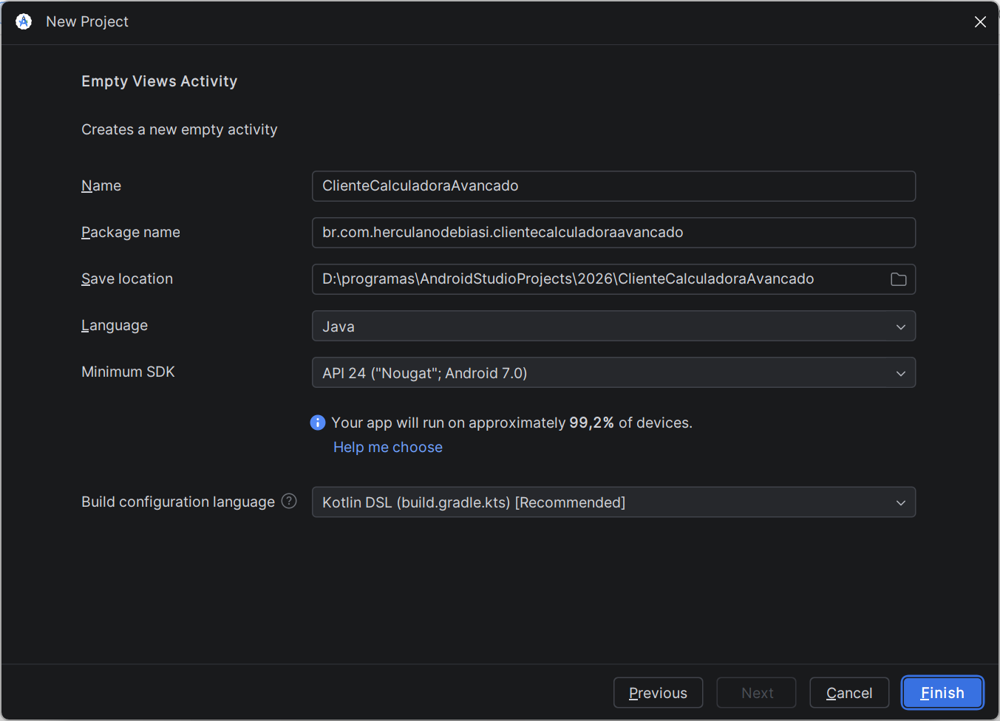 New Project
Empty Views Activity
Creates a new empty activity
Name
ClienteCalculadoraAvancado
Package name
br.com.herculanodebiasi.clientecalculadoraavancado
Save location
D:\programas\AndroidStudioProjects\2026\ClienteCalculadoraAvancado
Language
Java
Minimum SDK
API 24 ("Nougat"; Android 7.0)
Your app will run on approximately 99,2% of devices.
Help me choose
Build configuration language
Kotlin DSL (build.gradle.kts) [Recommended]
Previous
Next
Cancel
Finish